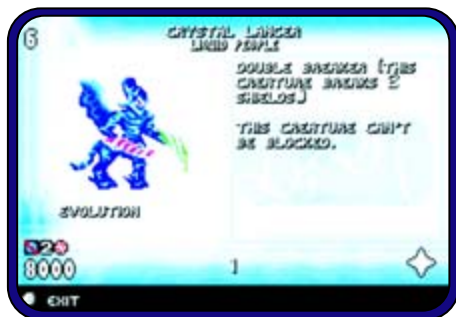 6
CRYSTAL LANCER
LIQUID PEOPLE
DOUBLE BREAKER (THIS
CREATURE BREAKS 2
SHIELDS.)
THIS CREATURE CAN'T
BE BLOCKED.
EVOLUTION
2
8000
1
EXIT